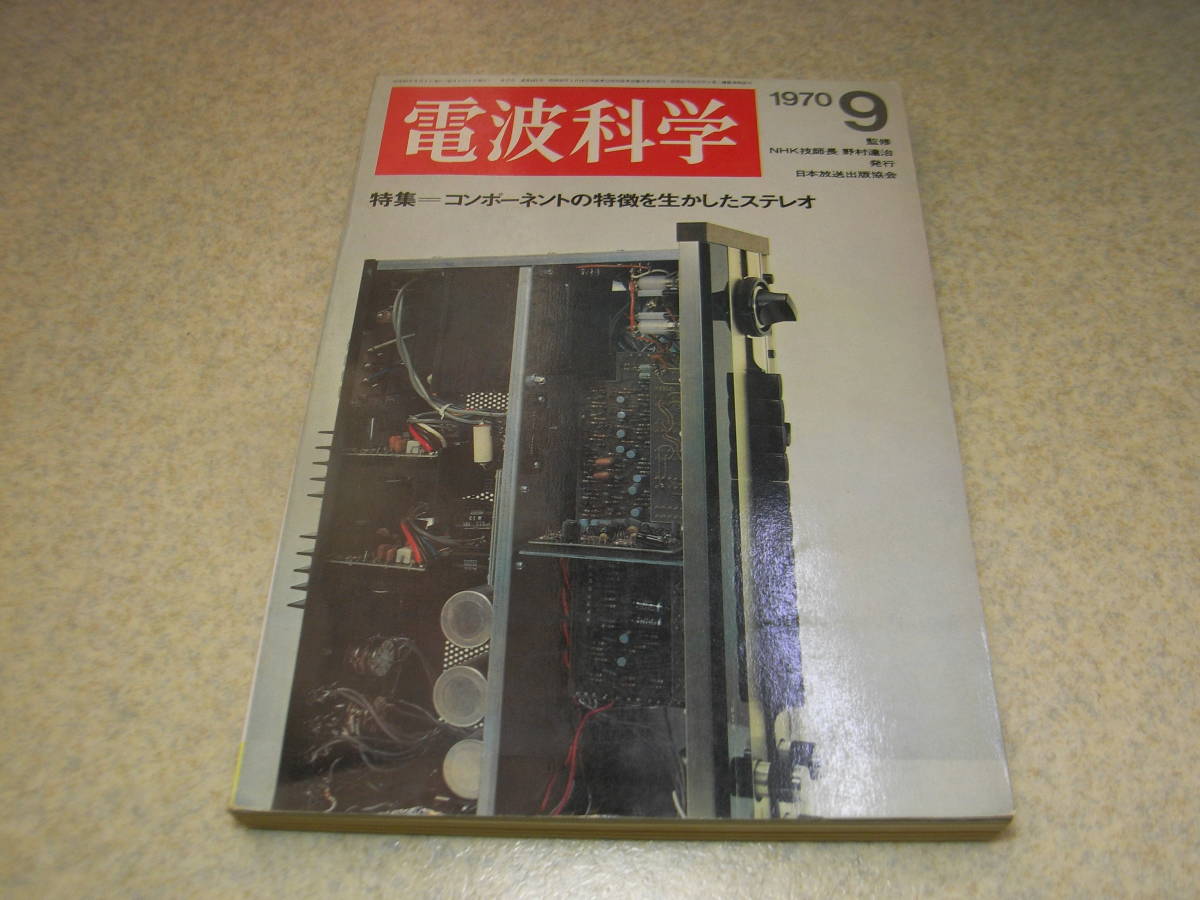 電波科学
1970 9
監修
NHK技師長 野村達治
発行
日本放送出版協会
特集=コンポーネントの特徴を生かしたステレオ